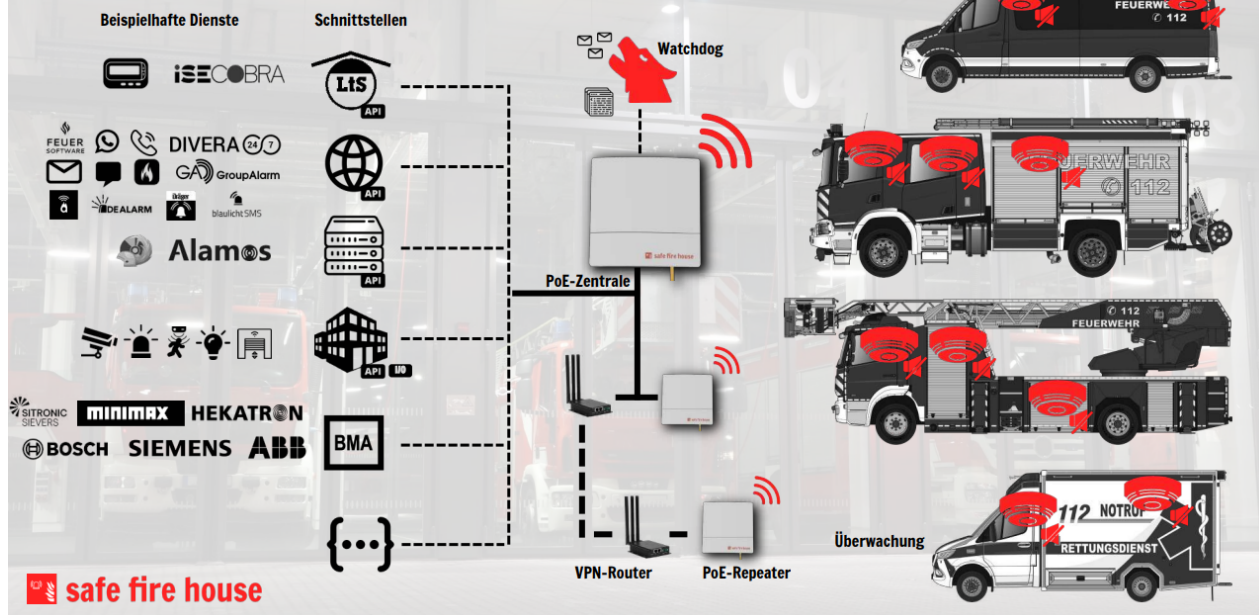 Beispielhafte Dienste
Schnittstellen
iSECOBRA
LtS
API
Watchdog
FEUERWEHR
112
FEUER
SOFTWARE
DIVERA 24/7
GA GroupAlarm
API
IDEALARM
Dräger
blaulicht SMS
Alamos
API
safe fire house
PoE-Zentrale
FEUERWEHR
112
112
FEUERWEHR
API I/O
SITRONIC
SIEVERS
MINIMAX
HEKATRON
BOSCH
SIEMENS
ABB
BMA
{...}
VPN-Router
PoE-Repeater
Überwachung
112 NOTRUF
RETTUNGSDIENST
safe fire house